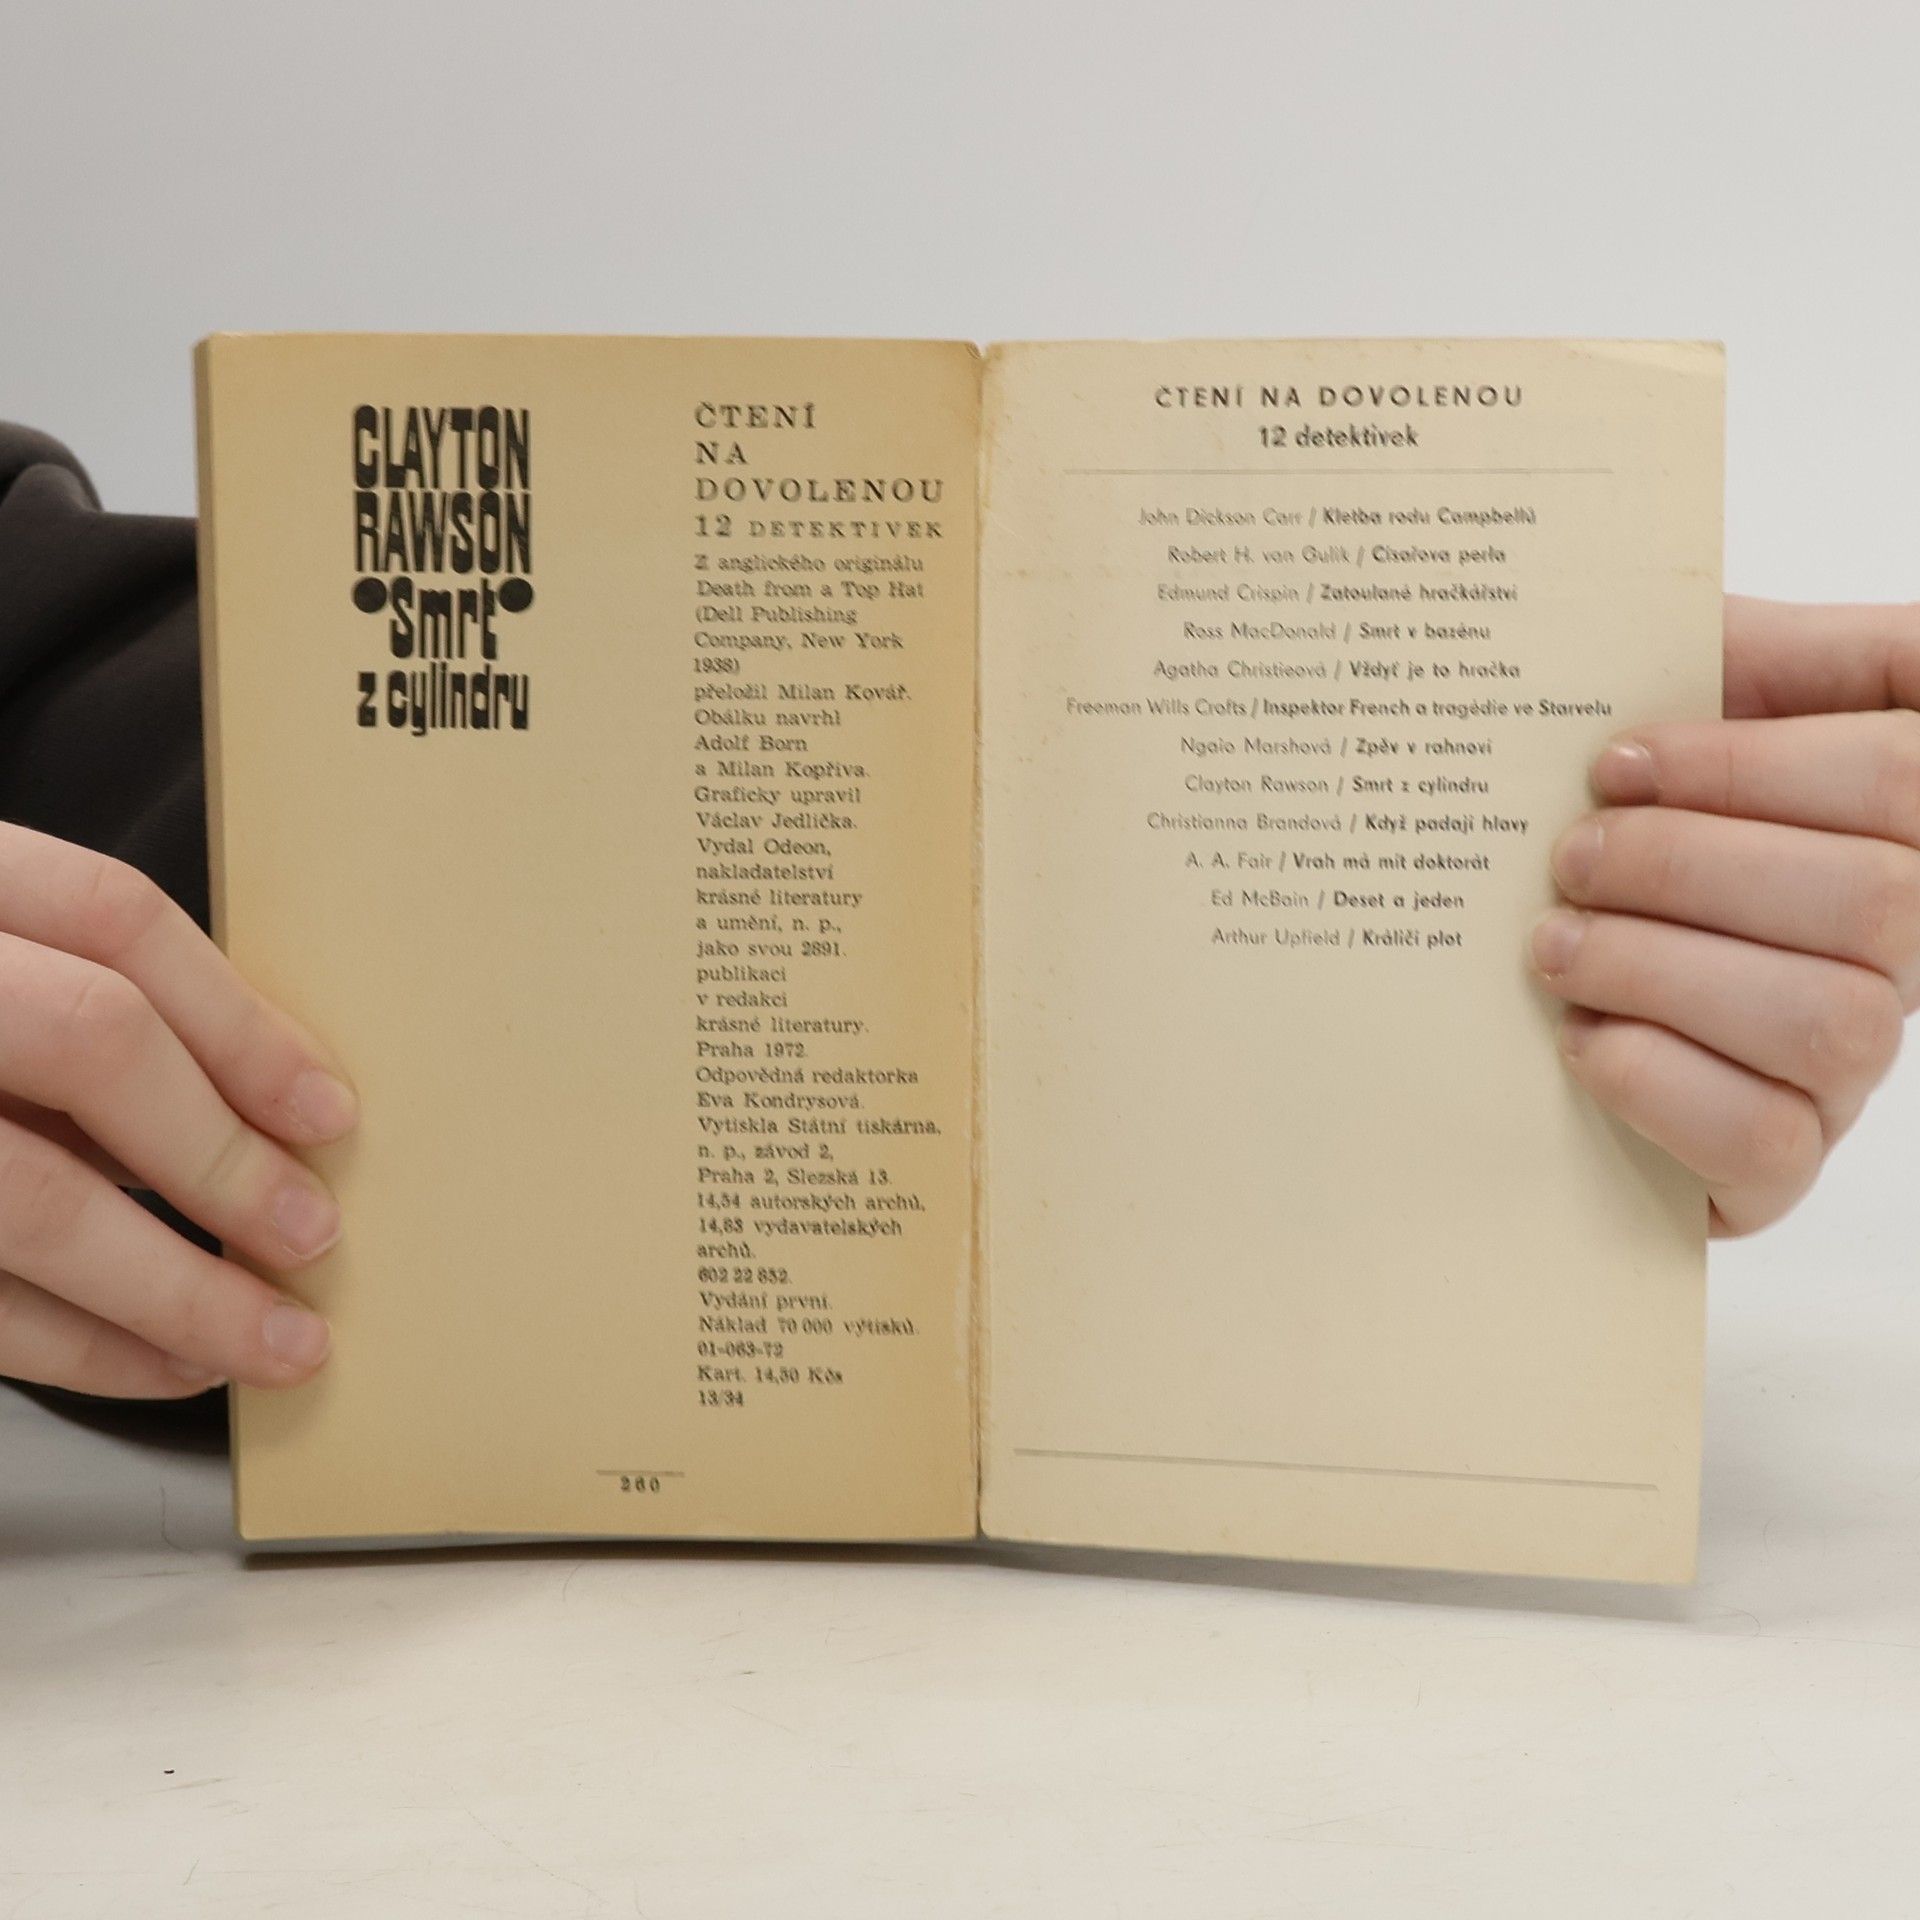 CLAYTON
RAWSON
Smrt
z cylindru
ČTENÍ
NA
DOVOLENOU
12 DETEKTIVEK
Z anglického originálu
Death from a Top Hat
(Dell Publishing
Company, New York
1938)
přeložil Milan Kovář.
Obálku navrhl
Adolf Born
a Milan Kopřiva.
Graficky upravil
Václav Jedlička.
Vydal Odeon,
nakladatelství
krásné literatury
a umění, n. p.,
jako svou 2891.
publikaci
v redakci
krásné literatury.
Praha 1972.
Odpovědná redaktorka
Eva Kondrysová.
Vytiskla Státní tiskárna,
n. p., závod 2,
Praha 2, Slezská 13.
14,54 autorských archů,
14,83 vydavatelských
archů.
602 22 852.
Vydání první.
Náklad 70 000 výtisků.
01-063-72
Kart. 14,50 Kčs
13/34
260
ČTENÍ NA DOVOLENOU
12 detektivek
John Dickson Carr / Kletba rodu Campbellů
Robert H. van Gulik / Císařova perla
Edmund Crispin / Zatoulané hračkářství
Ross MacDonald / Smrt v bazénu
Agatha Christieová / Vždyť je to hračka
Freeman Wills Crofts / Inspektor French a tragédie ve Starvelu
Ngaio Marshová / Zpěv v rahnoví
Clayton Rawson / Smrt z cylindru
Christianna Brandová / Když padají hlavy
A. A. Fair / Vrah má mít doktorát
Ed McBain / Deset a jeden
Arthur Upfield / Králičí plot